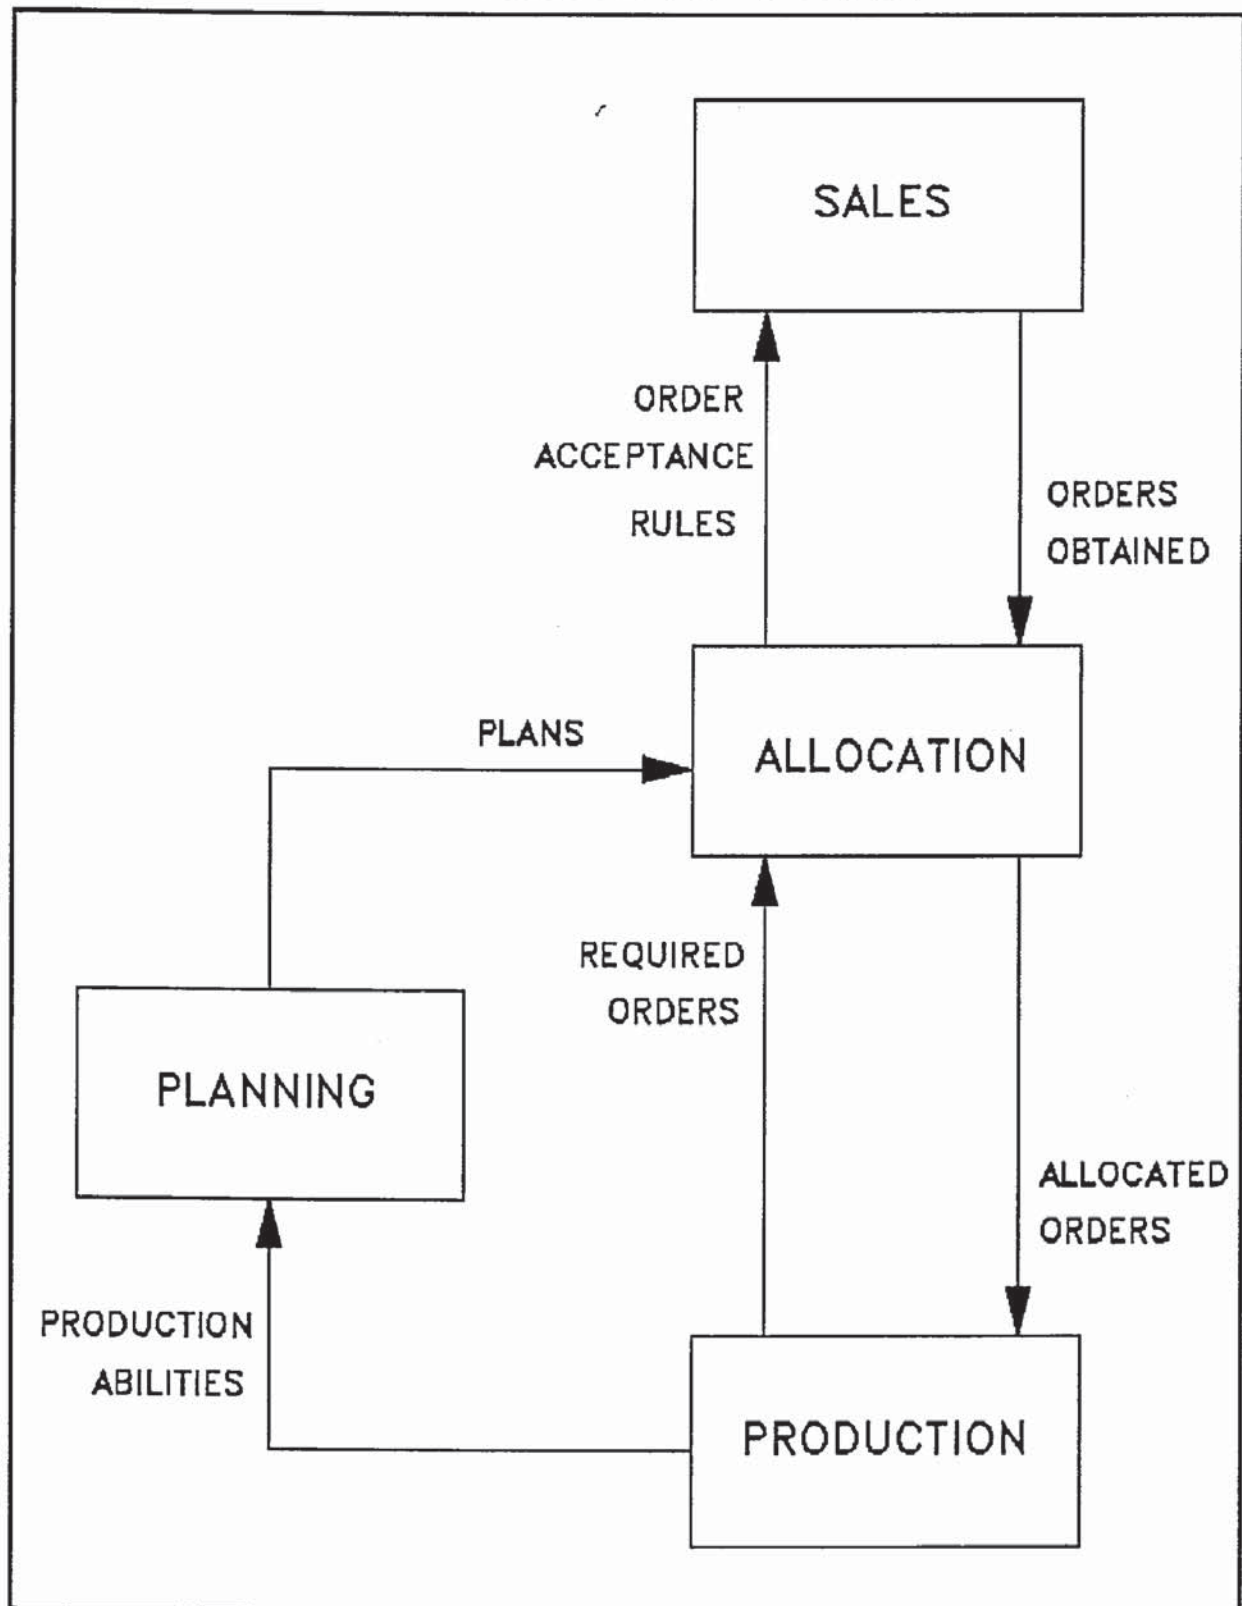 SALES
ORDER
ACCEPTANCE
RULES
ORDERS
OBTAINED
PLANS
ALLOCATION
REQUIRED
ORDERS
PLANNING
ALLOCATED
ORDERS
PRODUCTION
ABILITIES
PRODUCTION